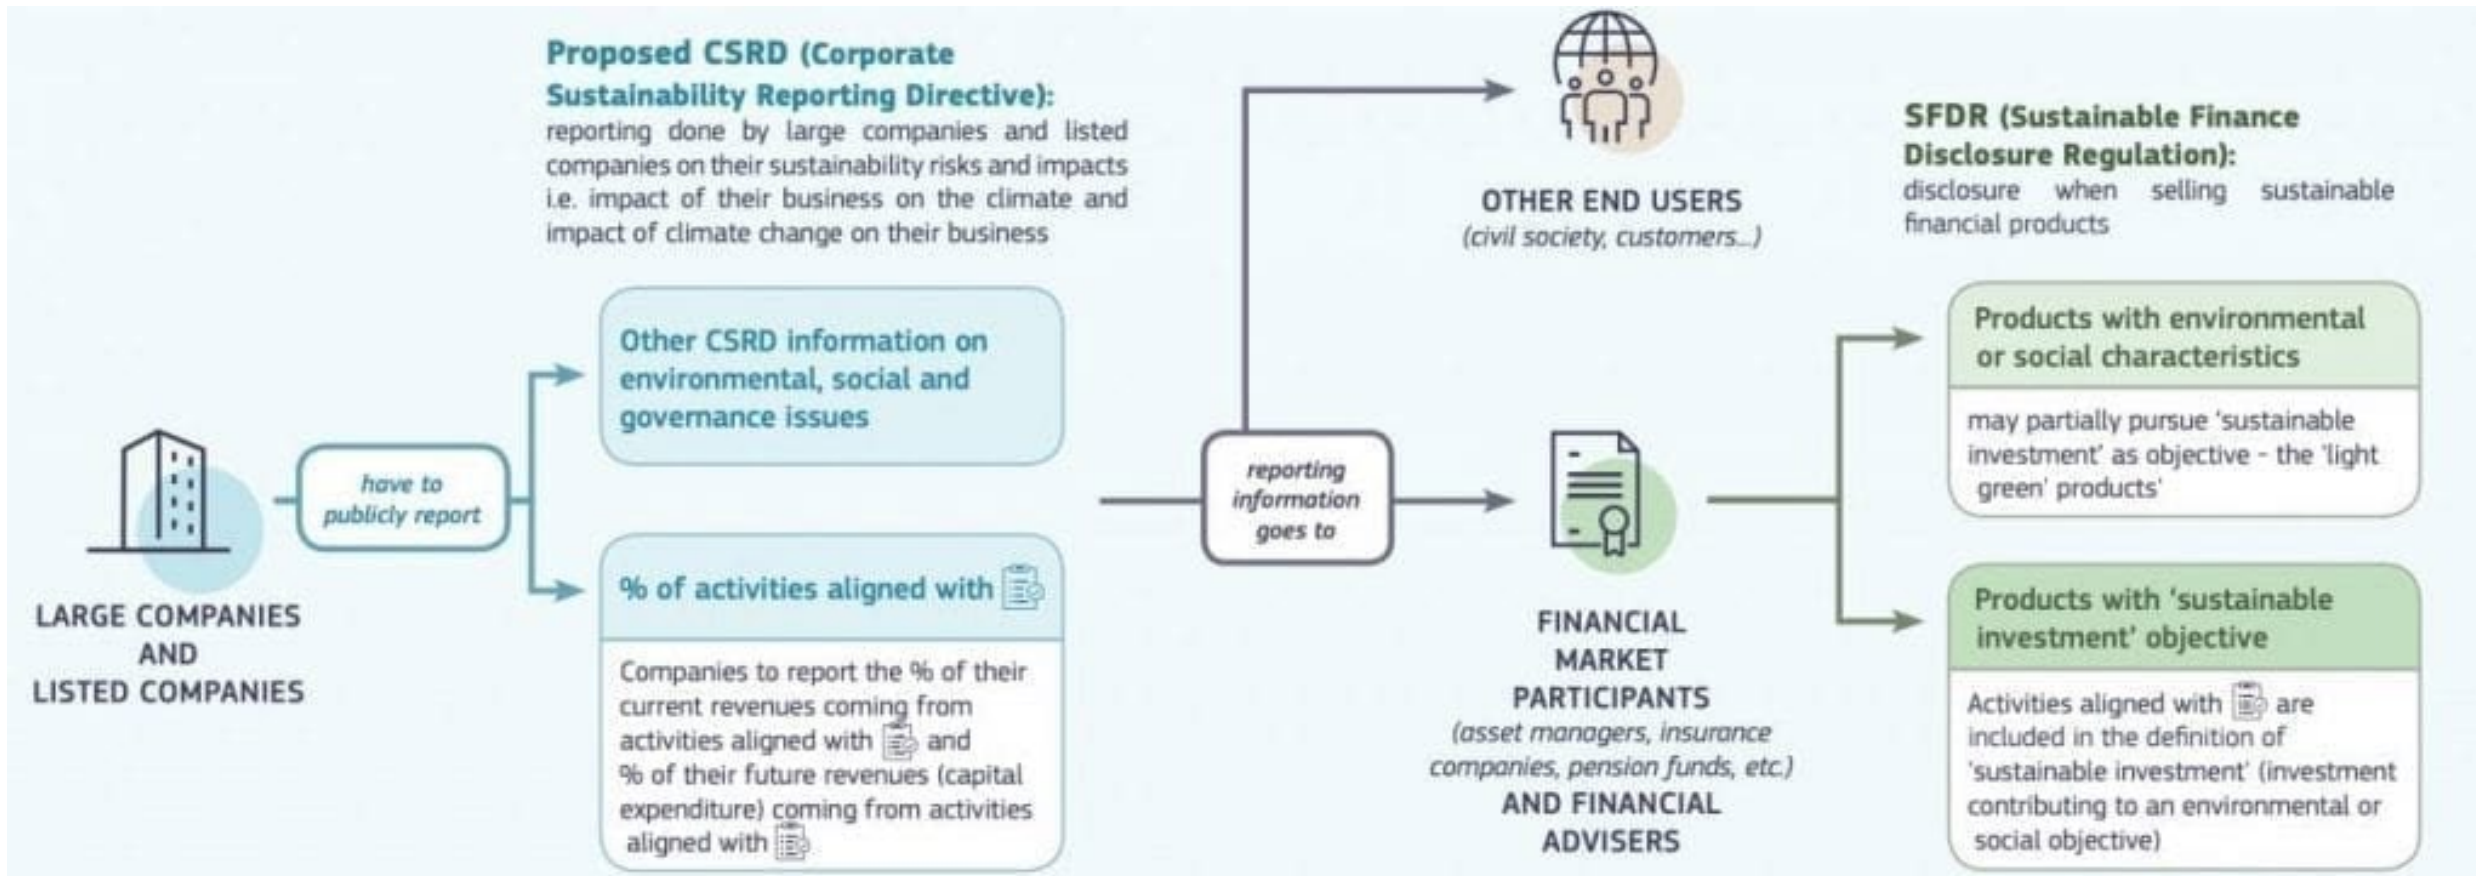 Proposed CSRD (Corporate
Sustainability Reporting Directive):
reporting done by large companies and listed
companies on their sustainability risks and impacts
i.e. impact of their business on the climate and
impact of climate change on their business
LARGE COMPANIES
AND
LISTED COMPANIES
have to
publicly report
Other CSRD information on
environmental, social and
governance issues
% of activities aligned with
Companies to report the % of their
current revenues coming from
activities aligned with and
% of their future revenues (capital
expenditure) coming from activities
aligned with
reporting
information
goes to
OTHER END USERS
(civil society, customers...)
FINANCIAL
MARKET
PARTICIPANTS
(asset managers, insurance
companies, pension funds, etc.)
AND FINANCIAL
ADVISERS
SFDR (Sustainable Finance
Disclosure Regulation):
disclosure when selling sustainable
financial products
Products with environmental
or social characteristics
may partially pursue 'sustainable
investment' as objective - the 'light
green' products'
Products with 'sustainable
investment' objective
Activities aligned with are
included in the definition of
'sustainable investment' (investment
contributing to an environmental or
social objective)